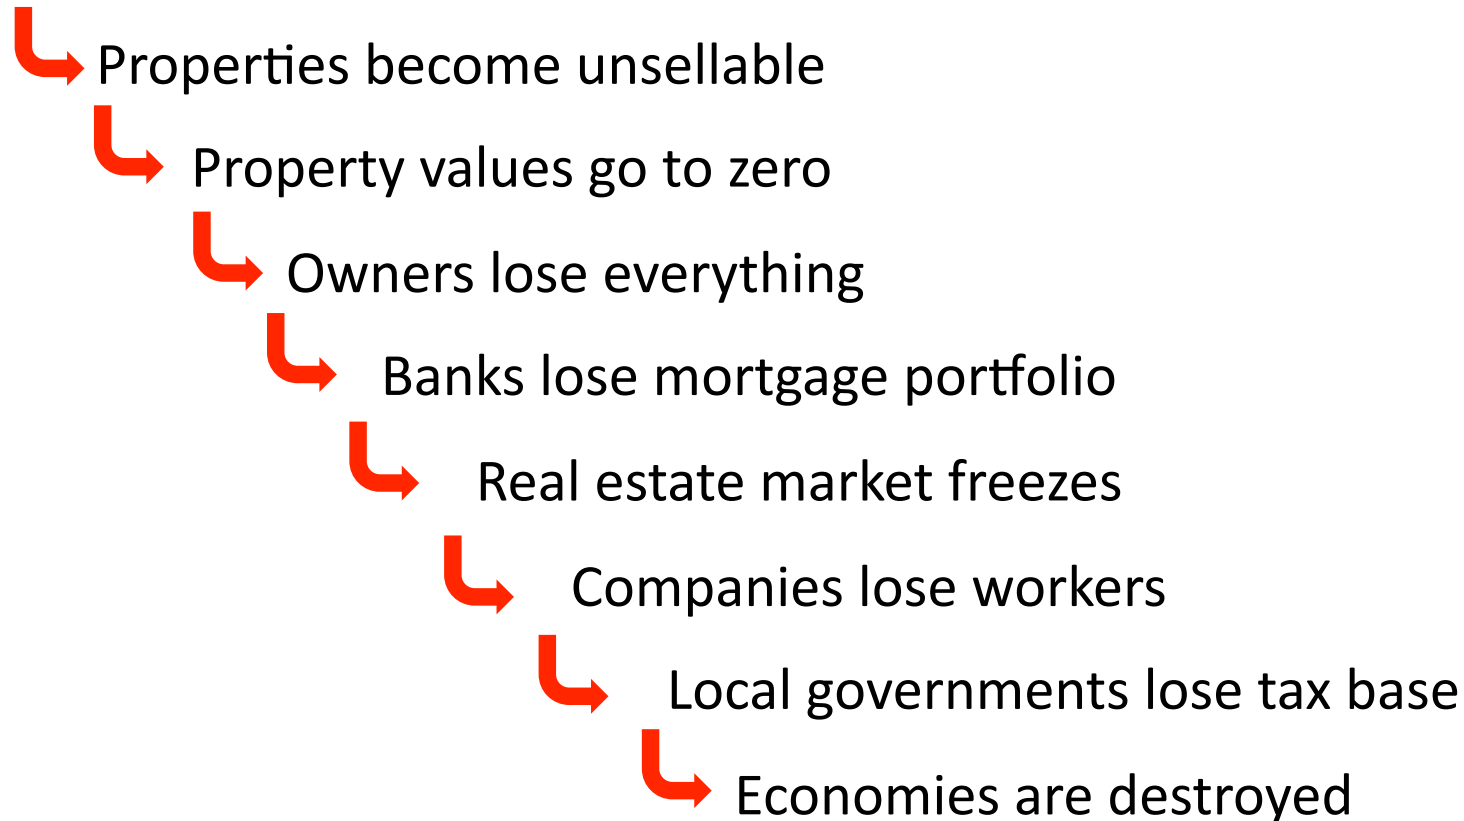 Properties become unsellable
Property values go to zero
Owners lose everything
Banks lose mortgage portfolio
Real estate market freezes
Companies lose workers
Local governments lose tax base
Economies are destroyed